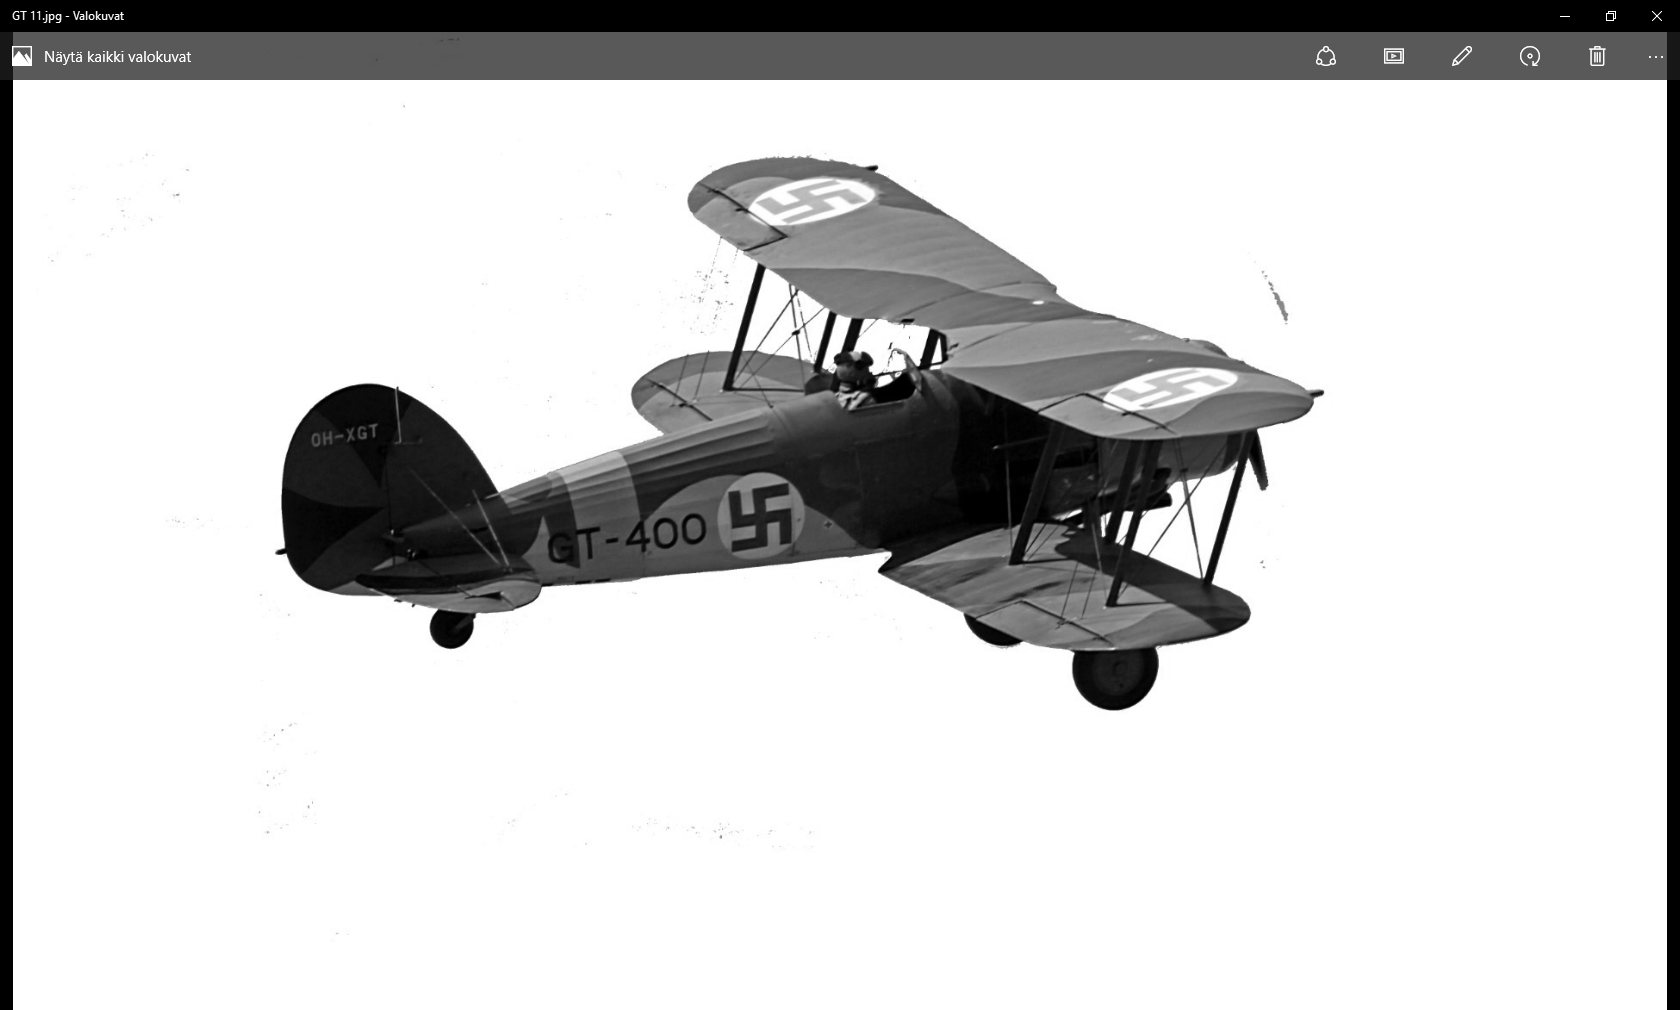 GT 11.jpg - Valokuvat
Näytä kaikki valokuvat
OH-XGT
GT-400